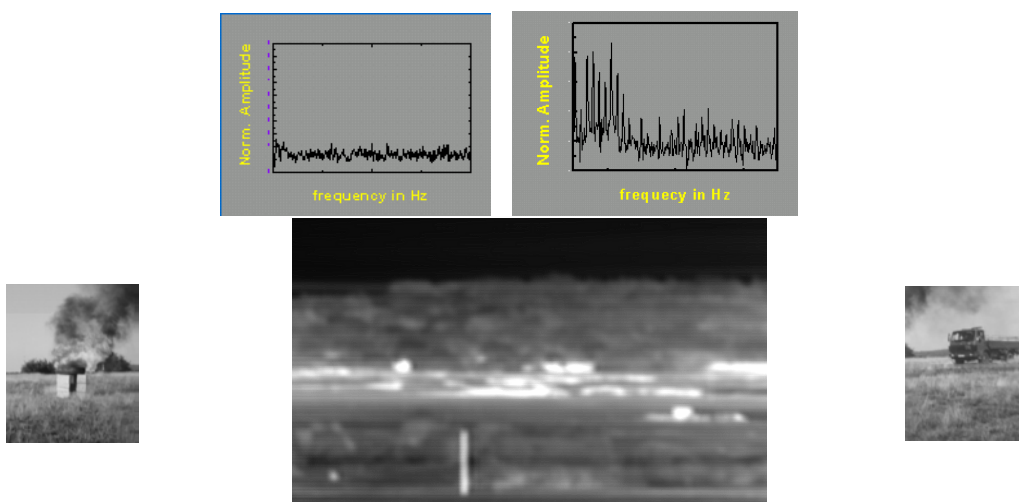 Norm. Amplitude
frequency in Hz
Norm. Amplitude
frequecy in Hz